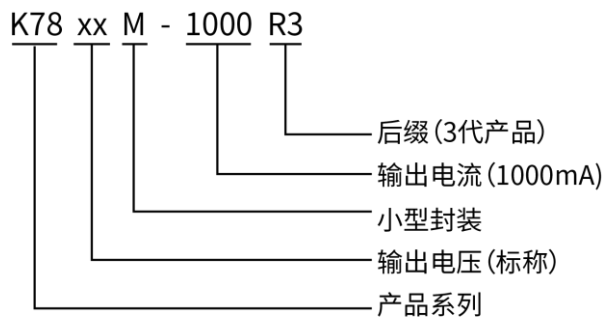 K78 xx M - 1000 R3
后缀(3代产品)
输出电流(1000mA)
小型封装
输出电压(标称)
产品系列